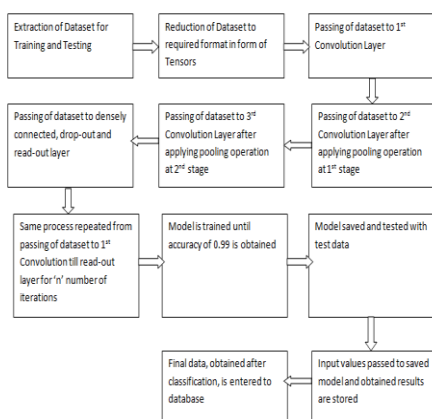 Extraction of Dataset for
Training and Testing
Reduction of Dataset to
required format in form of
Tensors
Passing of dataset to 1st
Convolution Layer
Passing of dataset to 2nd
Convolution Layer after
applying pooling operation
at 1st stage
Passing of dataset to 3rd
Convolution Layer after
applying pooling operation
at 2nd stage
Passing of dataset to densely
connected, drop-out and
read-out layer
Same process repeated from
passing of dataset to 1st
Convolution till read-out
layer for 'n' number of
iterations
Model is trained until
accuracy of 0.99 is obtained
Model saved and tested with
test data
Input values passed to saved
model and obtained results
are stored
Final data, obtained after
classification, is entered to
database